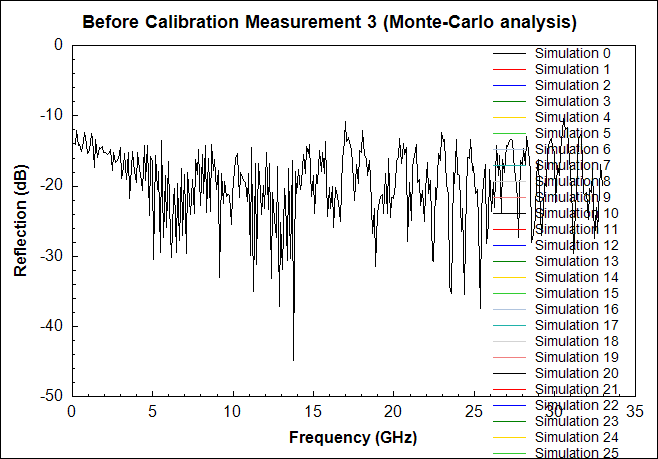 Before Calibration Measurement 3 (Monte-Carlo analysis)
0
-10
-20
-30
-40
-50
Reflection (dB)
0
5
10
15
20
25
30
35
Frequency (GHz)
Simulation 0
Simulation 1
Simulation 2
Simulation 3
Simulation 4
Simulation 5
Simulation 6
Simulation 7
Simulation 8
Simulation 9
Simulation 10
Simulation 11
Simulation 12
Simulation 13
Simulation 14
Simulation 15
Simulation 16
Simulation 17
Simulation 18
Simulation 19
Simulation 20
Simulation 21
Simulation 22
Simulation 23
Simulation 24
Simulation 25